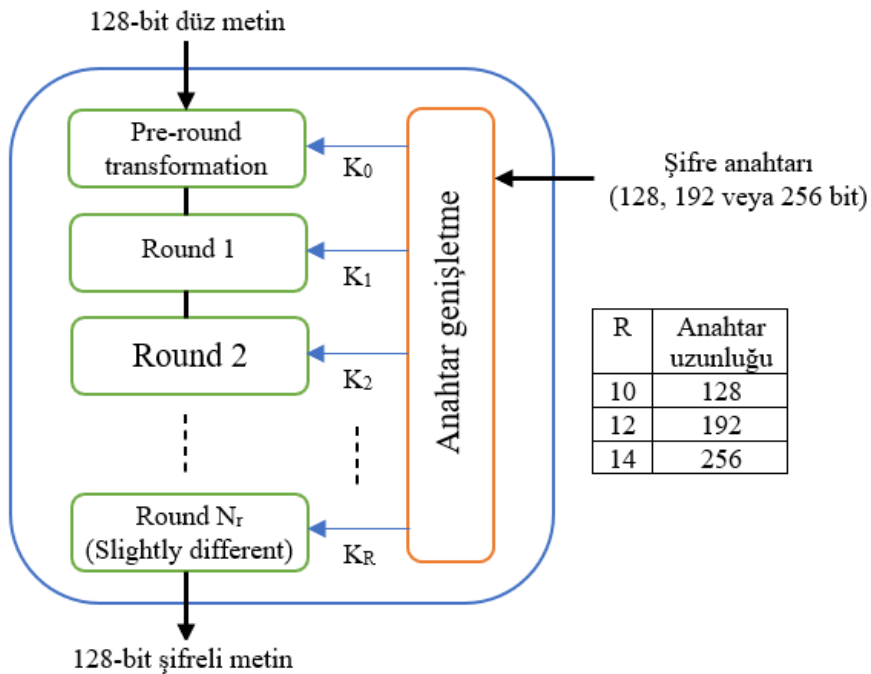 128-bit düz metin
Pre-round
transformation
K₀
Round 1
K₁
Round 2
K₂
Round Nᵣ
(Slightly different)
K_R
Anahtar genişletme
128-bit şifreli metin
Şifre anahtarı
(128, 192 veya 256 bit)
R Anahtar
uzunluğu
10 128
12 192
14 256